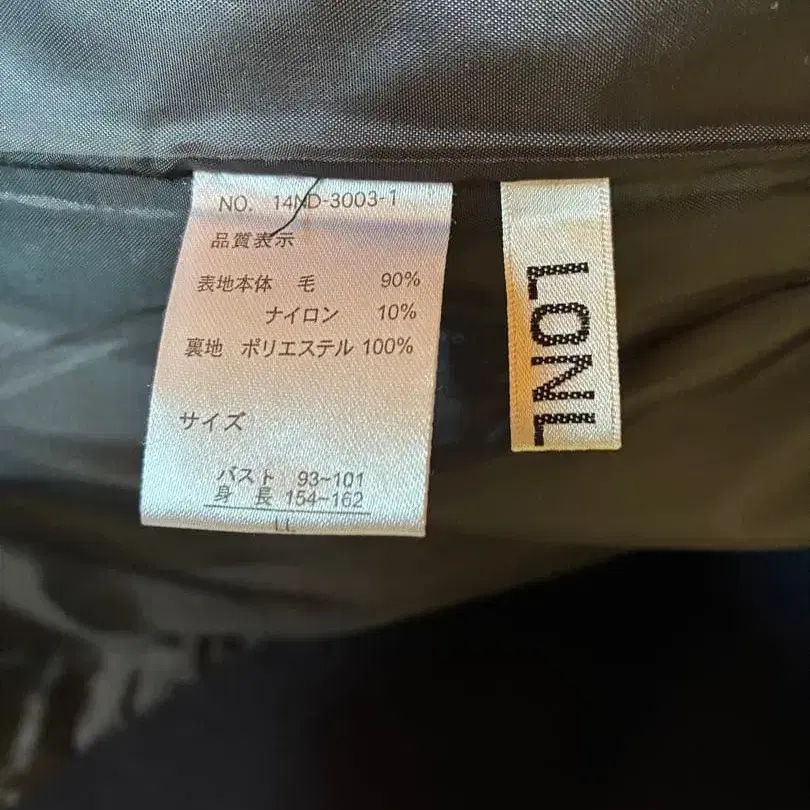 NO. 14ND-3003-1
品質表示
表地本体 毛 90%
ナイロン 10%
裏地 ポリエステル 100%
サイズ
バスト 93~101
身長 154~162
LL
LONL